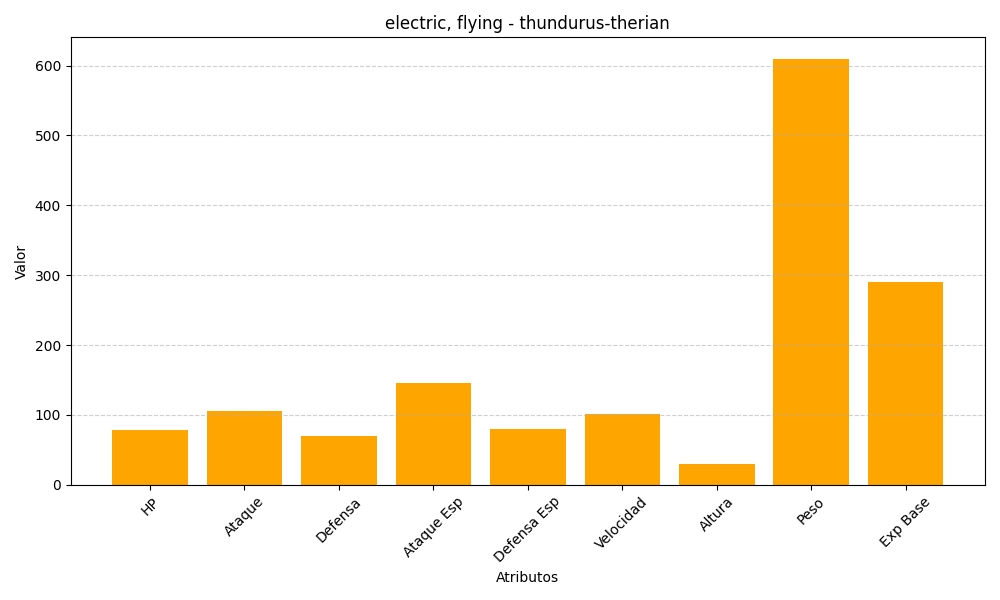 electric, flying - thundurus-therian
Valor
600
500
400
300
200
100
0
HP
Ataque
Defensa
Ataque Esp
Defensa Esp
Velocidad
Altura
Peso
Exp Base
Atributos